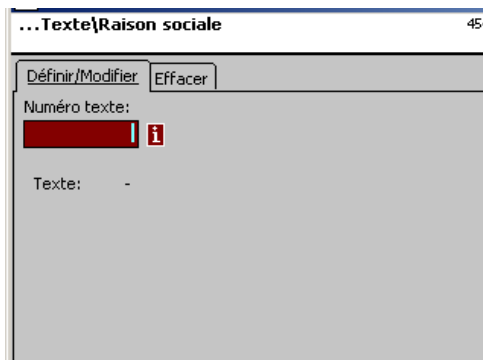 ...Texte\Raison sociale
Définir/Modifier Effacer
Numéro texte:
i
Texte: -